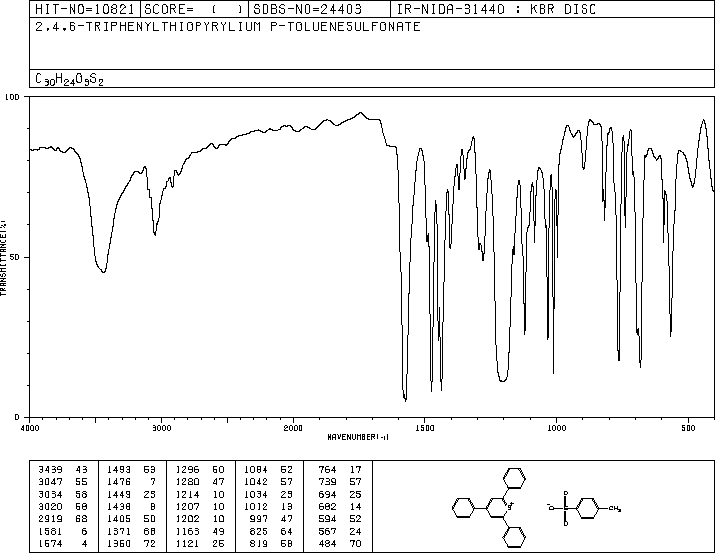 HIT-NO=10821 SCORE= ( ) SDBS-NO=24403 IR-NIDA-31440 : KBR DISC
2,4,6-TRIPHENYLTHIOPYRYLIUM P-TOLUENESULFONATE
C30H24O3S2
100
50
0
TRANSMITTANCE(%)
4000 3000 2000 1500 1000 500
WAVENUMBER(-1)
3439 43 1493 53 1296 50 1084 52 764 17
3047 55 1476 7 1280 47 1042 57 739 57
3034 58 1449 23 1214 10 1034 23 694 25
3020 60 1438 8 1207 10 1012 13 682 14
2919 68 1405 50 1202 10 997 47 594 52
1581 6 1371 68 1163 49 825 64 567 24
1574 4 1350 72 1121 25 819 58 484 70
S+
O
-O S CH3
O